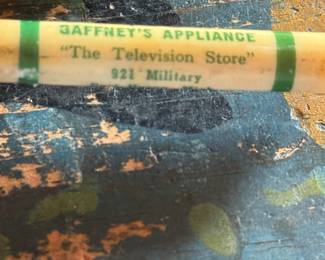 GAFFNEY'S APPLIANCE
"The Television Store"
921 Military